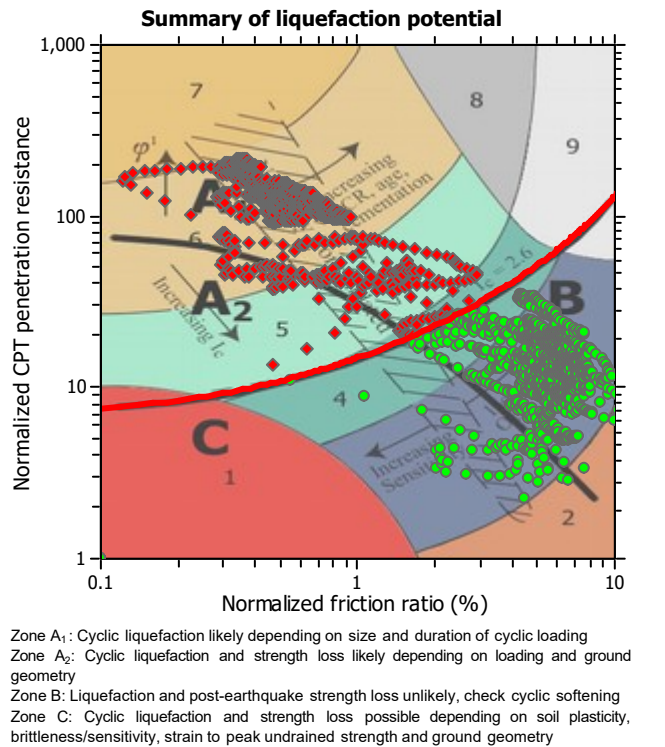 Summary of liquefaction potential
1,000
100
10
1
0.1
1
10
Normalized CPT penetration resistance
Normalized friction ratio (%)
7
8
9
φ'
A
6
A₂
5
B
4
C
1
2
Increasing
age,
Increasing I꜀
= 2.6
Increasing
Zone A₁: Cyclic liquefaction likely depending on size and duration of cyclic loading
Zone A₂: Cyclic liquefaction and strength loss likely depending on loading and ground
geometry
Zone B: Liquefaction and post-earthquake strength loss unlikely, check cyclic softening
Zone C: Cyclic liquefaction and strength loss possible depending on soil plasticity,
brittleness/sensitivity, strain to peak undrained strength and ground geometry